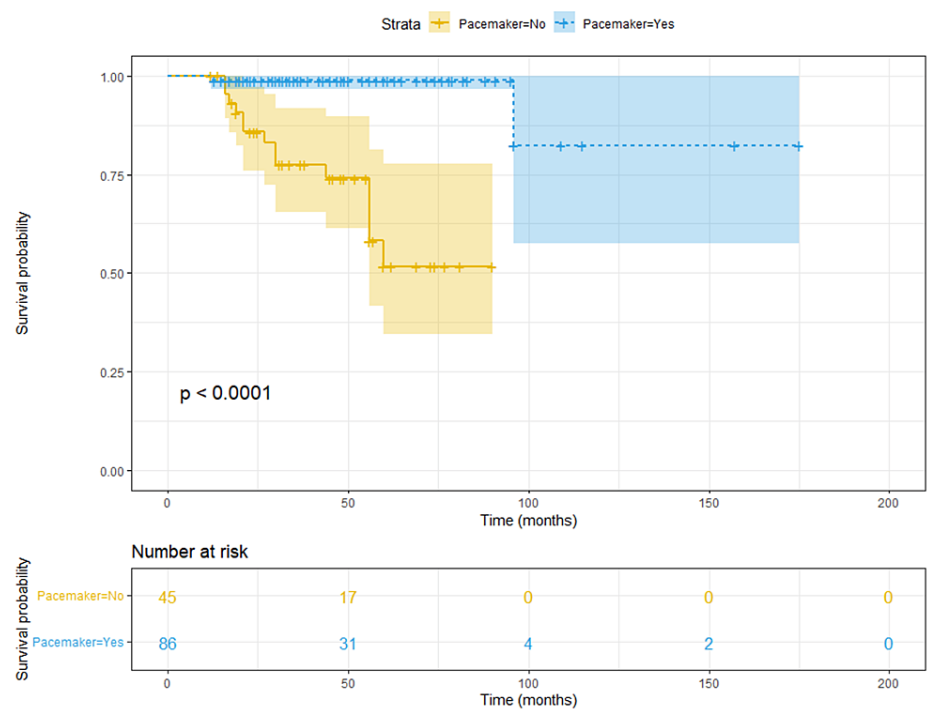 Strata Pacemaker=No Pacemaker=Yes
Survival probability
1.00
0.75
0.50
0.25
0.00
p < 0.0001
0 50 100 150 200
Time (months)
Number at risk
Survival probability
Pacemaker=No 45 17 0 0 0
Pacemaker=Yes 86 31 4 2 0
0 50 100 150 200
Time (months)